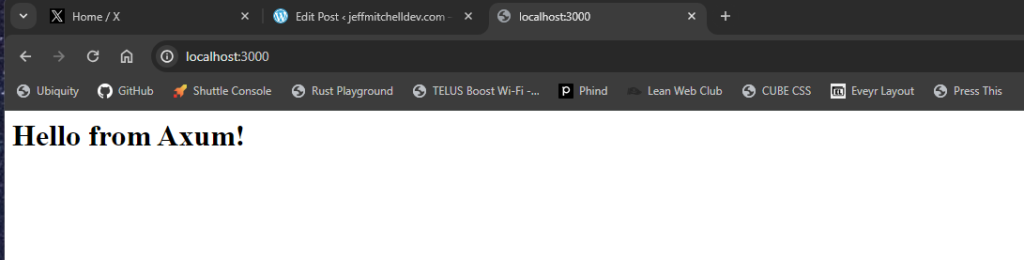 Home / X
Edit Post ‹ jeffmitchelldev.com –
localhost:3000
localhost:3000
Ubiquity GitHub Shuttle Console Rust Playground TELUS Boost Wi-Fi -... Phind Lean Web Club CUBE CSS Eveyr Layout Press This
Hello from Axum!